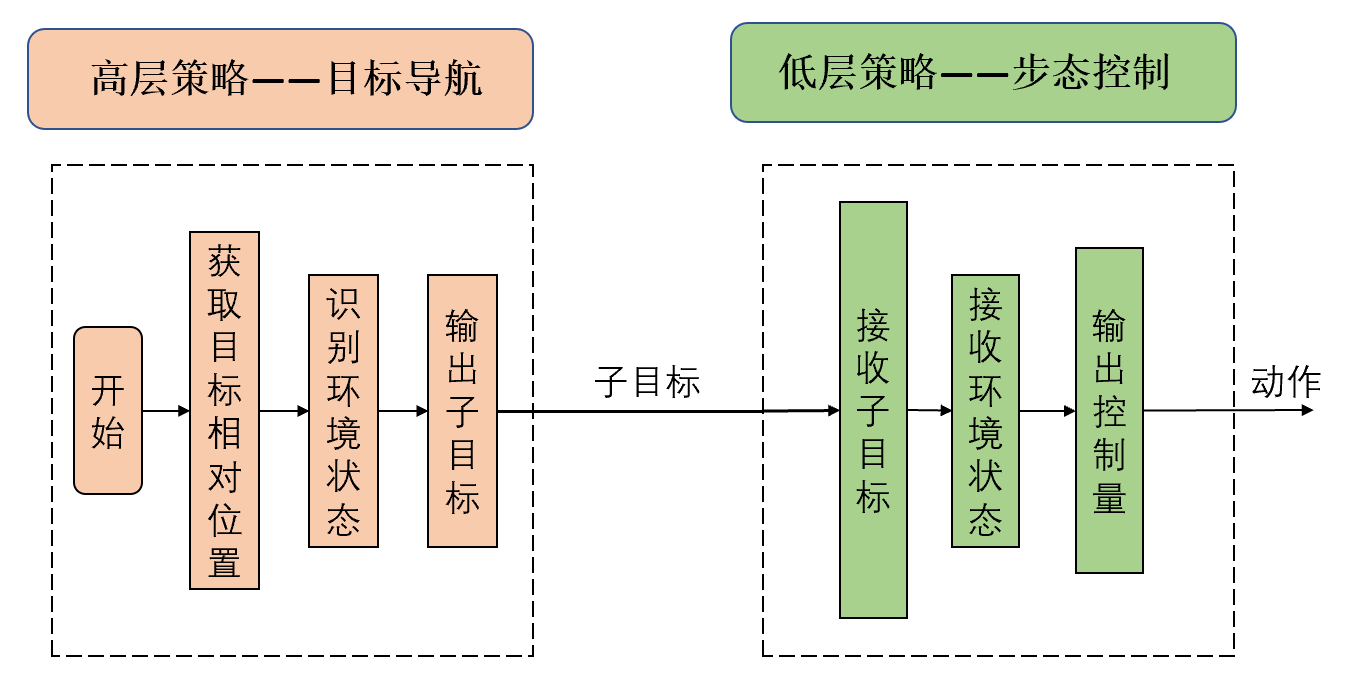 高层策略——目标导航
低层策略——步态控制
开始
获取目标相对位置
识别环境状态
输出子目标
子目标
接收子目标
接收环境状态
输出控制量
动作